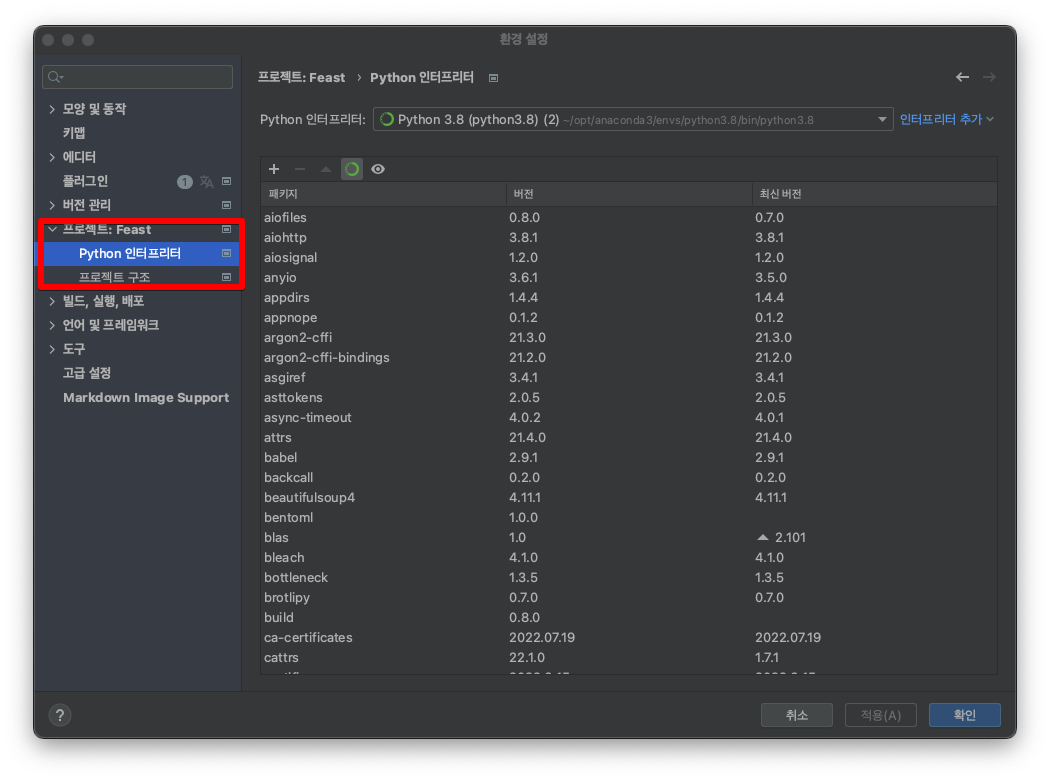 환경 설정
모양 및 동작
키맵
에디터
플러그인 1
버전 관리
프로젝트: Feast
Python 인터프리터
프로젝트 구조
빌드, 실행, 배포
언어 및 프레임워크
도구
고급 설정
Markdown Image Support
프로젝트: Feast › Python 인터프리터
Python 인터프리터: Python 3.8 (python3.8) (2) ~/opt/anaconda3/envs/python3.8/bin/python3.8 인터프리터 추가
패키지 버전 최신 버전
aiofiles 0.8.0 0.7.0
aiohttp 3.8.1 3.8.1
aiosignal 1.2.0 1.2.0
anyio 3.6.1 3.5.0
appdirs 1.4.4 1.4.4
appnope 0.1.2 0.1.2
argon2-cffi 21.3.0 21.3.0
argon2-cffi-bindings 21.2.0 21.2.0
asgiref 3.4.1 3.4.1
asttokens 2.0.5 2.0.5
async-timeout 4.0.2 4.0.1
attrs 21.4.0 21.4.0
babel 2.9.1 2.9.1
backcall 0.2.0 0.2.0
beautifulsoup4 4.11.1 4.11.1
bentoml 1.0.0
blas 1.0 2.101
bleach 4.1.0 4.1.0
bottleneck 1.3.5 1.3.5
brotlipy 0.7.0 0.7.0
build 0.8.0
ca-certificates 2022.07.19 2022.07.19
cattrs 22.1.0 1.7.1
? 취소 적용(A) 확인